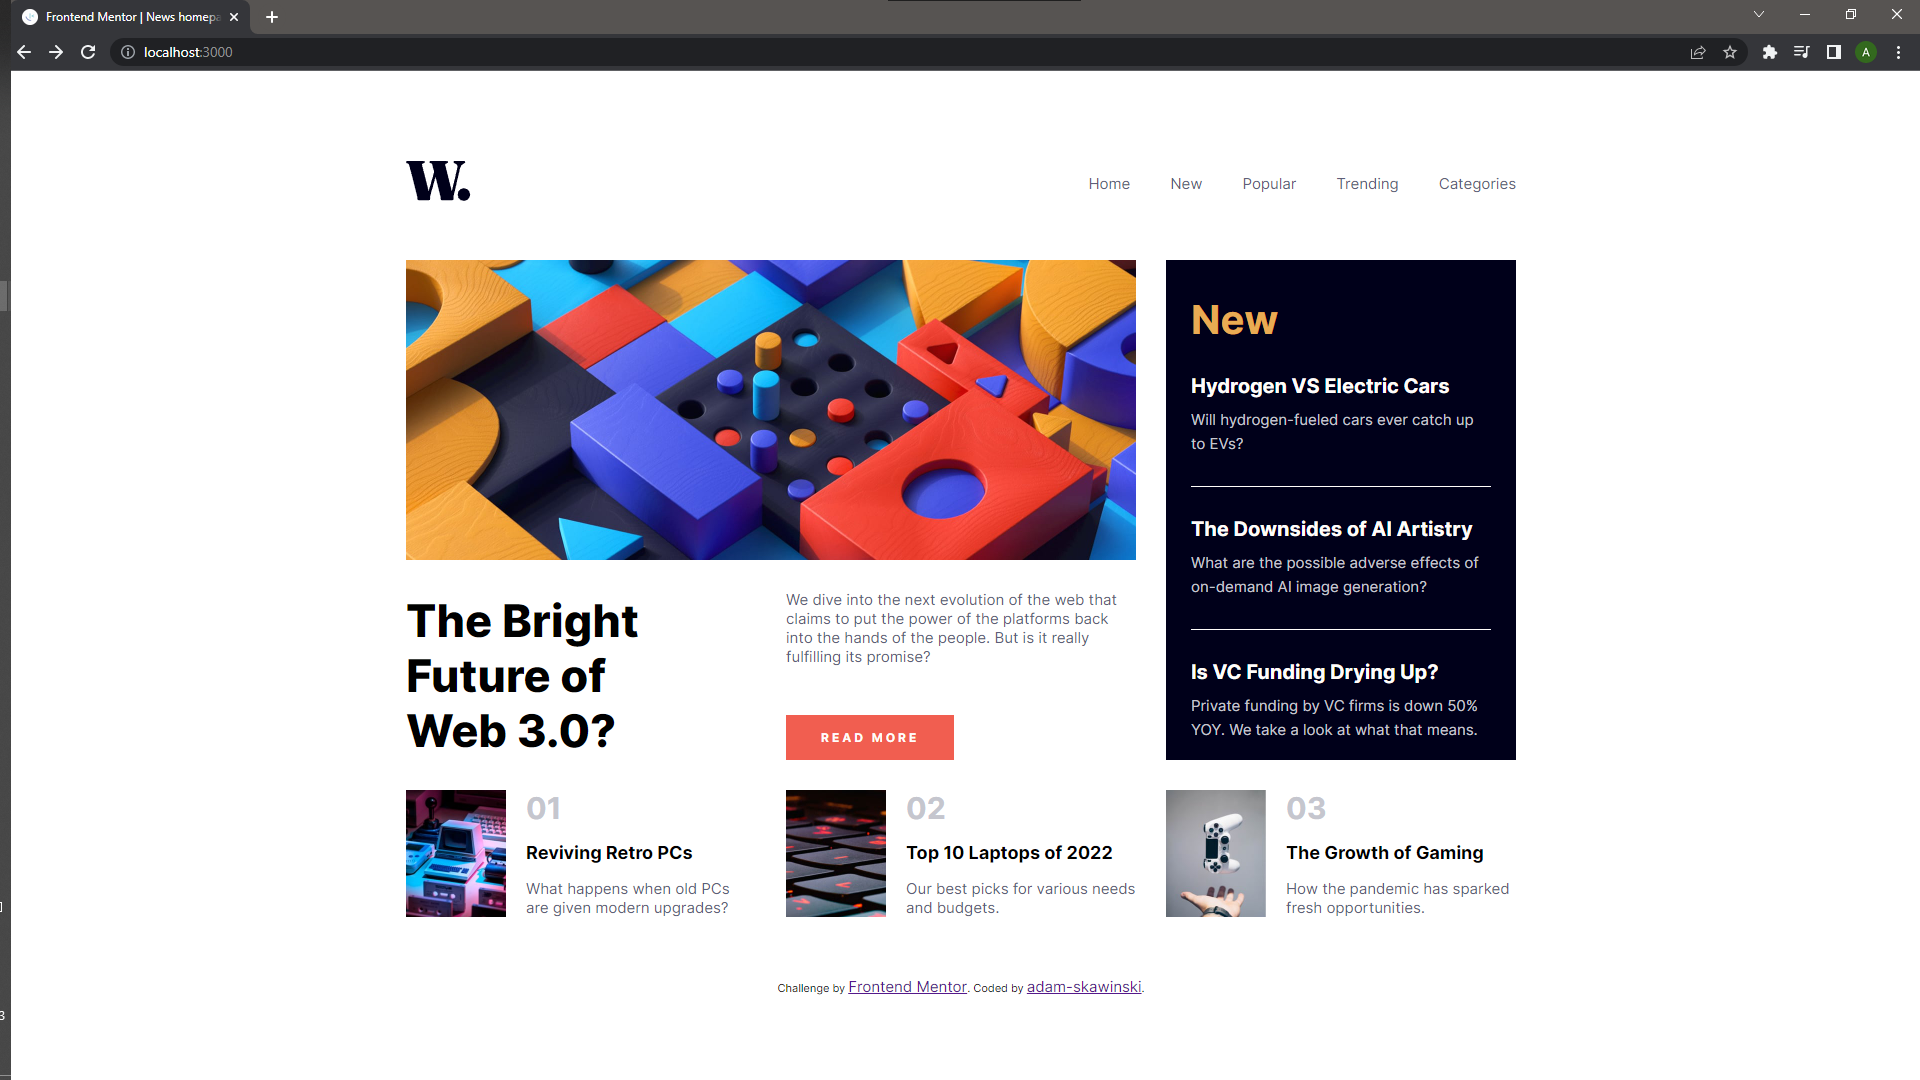 Frontend Mentor | News homepa
localhost:3000
A
W.
Home New Popular Trending Categories
The Bright
Future of
Web 3.0?
We dive into the next evolution of the web that
claims to put the power of the platforms back
into the hands of the people. But is it really
fulfilling its promise?
READ MORE
New
Hydrogen VS Electric Cars
Will hydrogen-fueled cars ever catch up
to EVs?
The Downsides of AI Artistry
What are the possible adverse effects of
on-demand AI image generation?
Is VC Funding Drying Up?
Private funding by VC firms is down 50%
YOY. We take a look at what that means.
01
Reviving Retro PCs
What happens when old PCs
are given modern upgrades?
02
Top 10 Laptops of 2022
Our best picks for various needs
and budgets.
03
The Growth of Gaming
How the pandemic has sparked
fresh opportunities.
Challenge by Frontend Mentor. Coded by adam-skawinski.
3